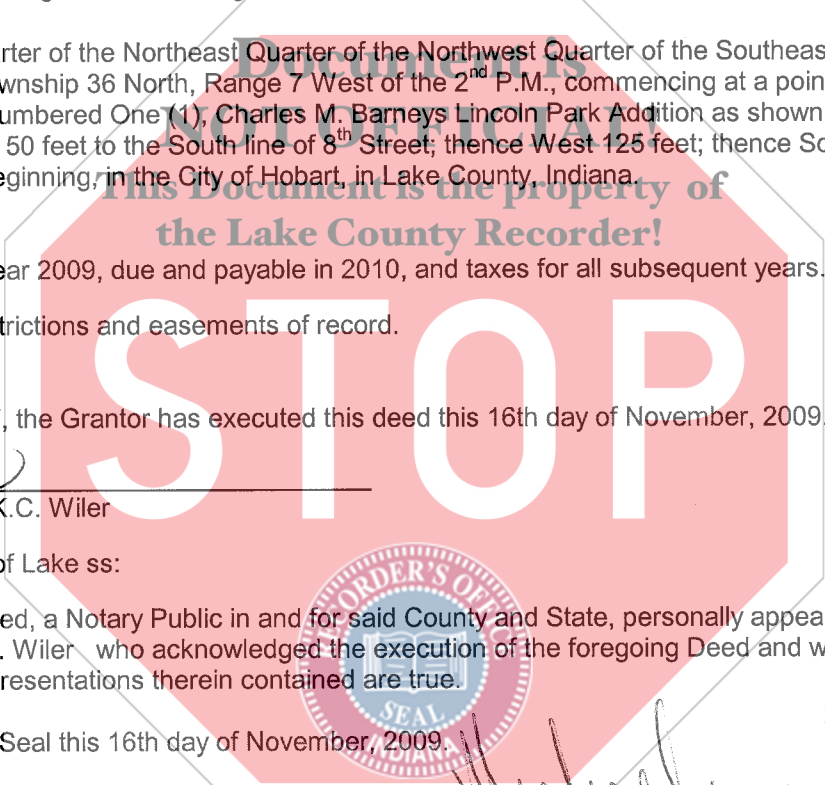 rter of the Northeast Quarter of the Northwest Quarter of the Southeas
Document is
wnship 36 North, Range 7 West of the 2nd P.M., commencing at a poin
umbered One (1), Charles M. Barneys Lincoln Park Addition as shown
NOT OFFICIAL!
50 feet to the South line of 8th Street; thence West 125 feet; thence So
eginning, in the City of Hobart, in Lake County, Indiana.
This Document is the property of
the Lake County Recorder!
ear 2009, due and payable in 2010, and taxes for all subsequent years.
trictions and easements of record.
STOP
, the Grantor has executed this deed this 16th day of November, 2009.
K.C. Wiler
of Lake ss:
ed, a Notary Public in and for said County and State, personally appea
. Wiler who acknowledged the execution of the foregoing Deed and w
resentations therein contained are true.
Seal this 16th day of November, 2009.
RECORDER'S OFFICE
SEAL
INDIANA